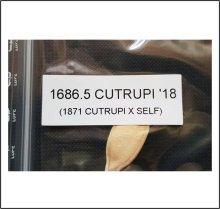 1686.5 CUTRUPI '18
(1871 CUTRUPI X SELF)